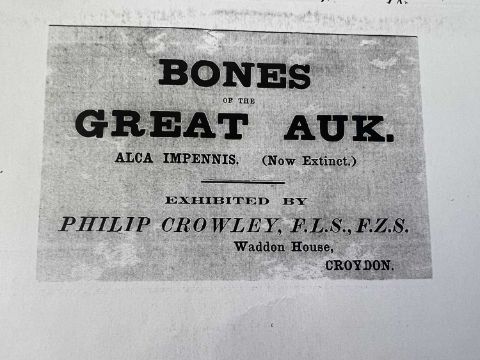 BONES
OF THE
GREAT AUK.
ALCA IMPENNIS. (Now Extinct.)
EXHIBITED BY
PHILIP CROWLEY, F.L.S., F.Z.S.
Waddon House,
CROYDON.